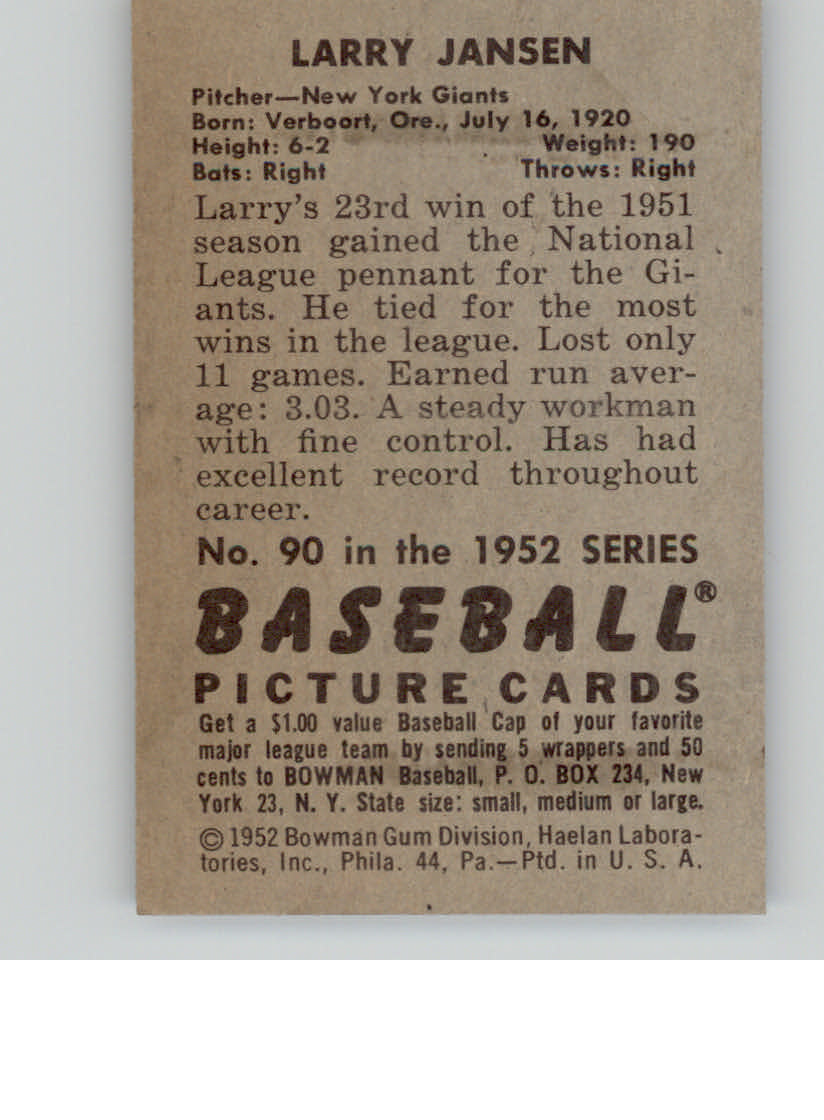 LARRY JANSEN
Pitcher—New York Giants
Born: Verboort, Ore., July 16, 1920
Height: 6-2 Weight: 190
Bats: Right Throws: Right
Larry's 23rd win of the 1951
season gained the National
League pennant for the Gi-
ants. He tied for the most
wins in the league. Lost only
11 games. Earned run aver-
age: 3.03. A steady workman
with fine control. Has had
excellent record throughout
career.
No. 90 in the 1952 SERIES
BASEBALL®
PICTURE CARDS
Get a $1.00 value Baseball Cap of your favorite
major league team by sending 5 wrappers and 50
cents to BOWMAN Baseball, P. O. BOX 234, New
York 23, N. Y. State size: small, medium or large.
© 1952 Bowman Gum Division, Haelan Labora-
tories, Inc., Phila. 44, Pa.—Ptd. in U. S. A.